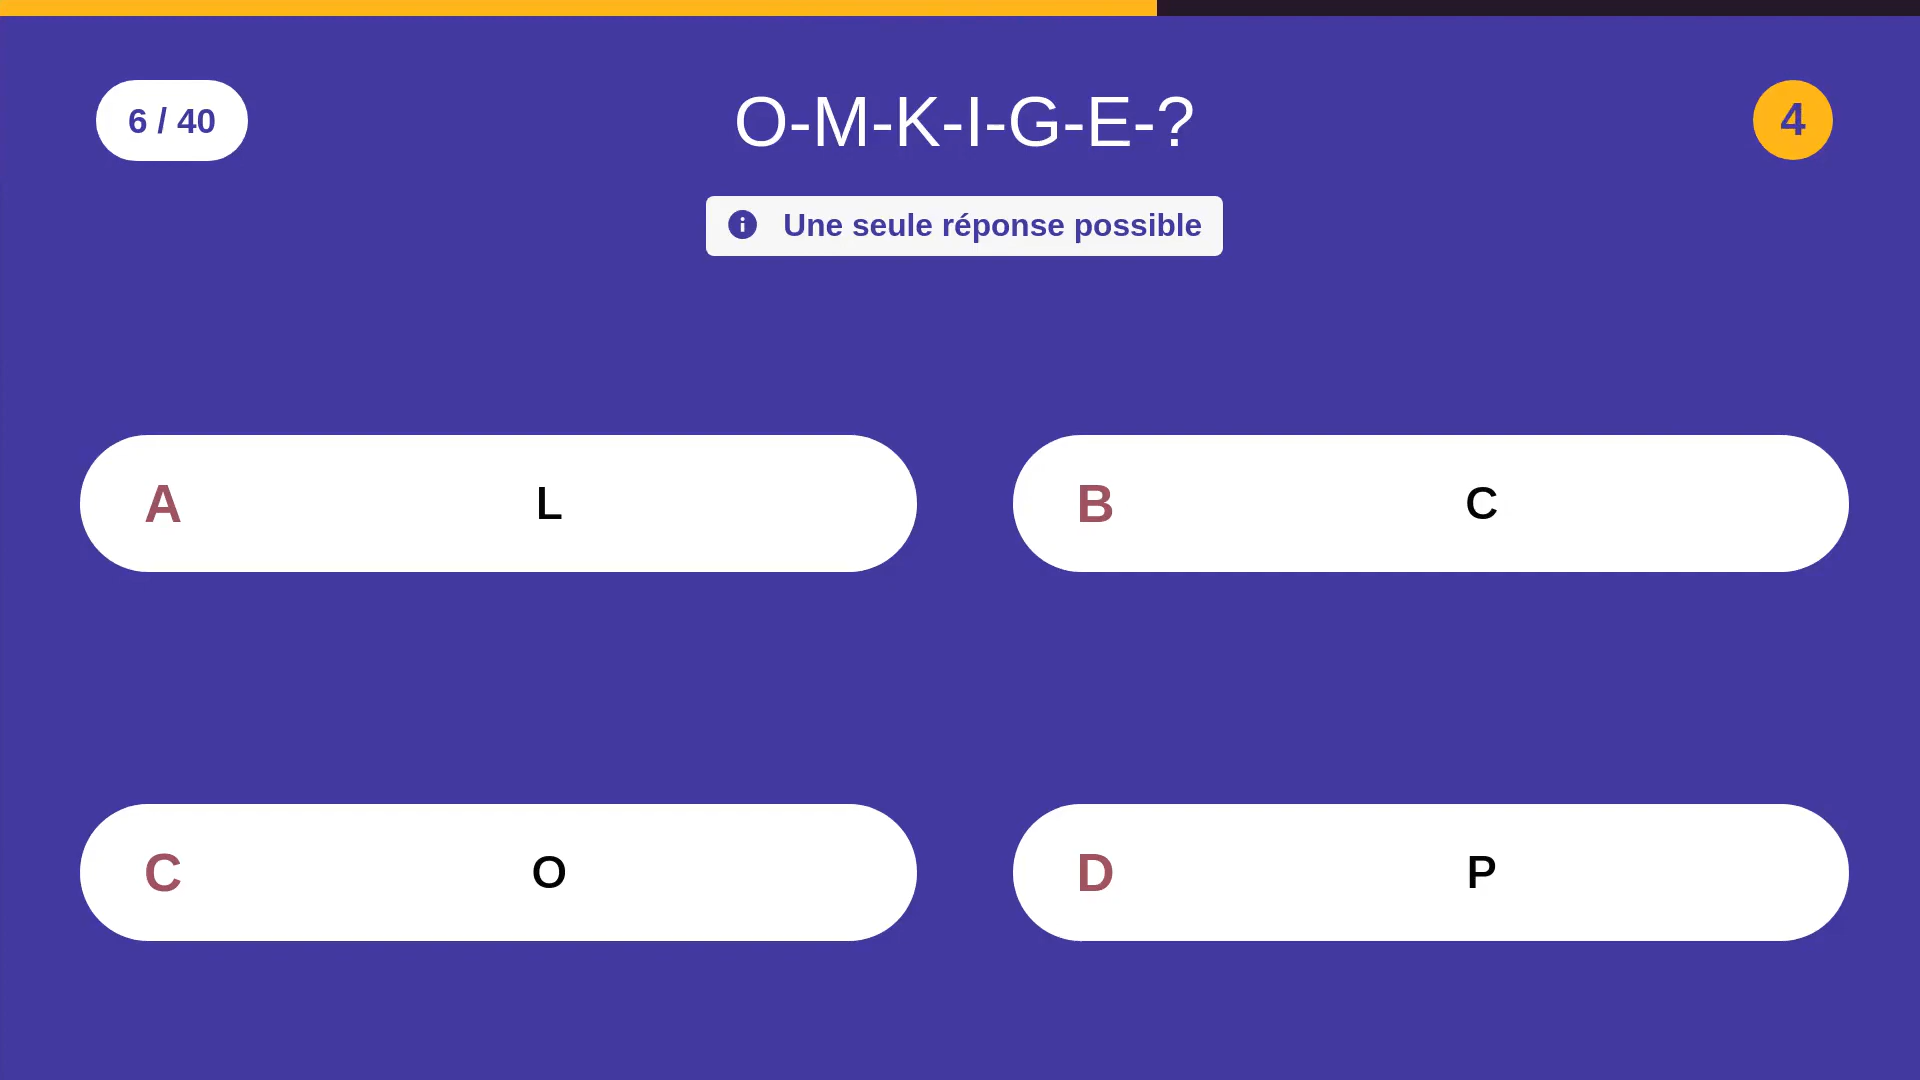 6 / 40
O-M-K-I-G-E-?
4
Une seule réponse possible
A L
B C
C O
D P